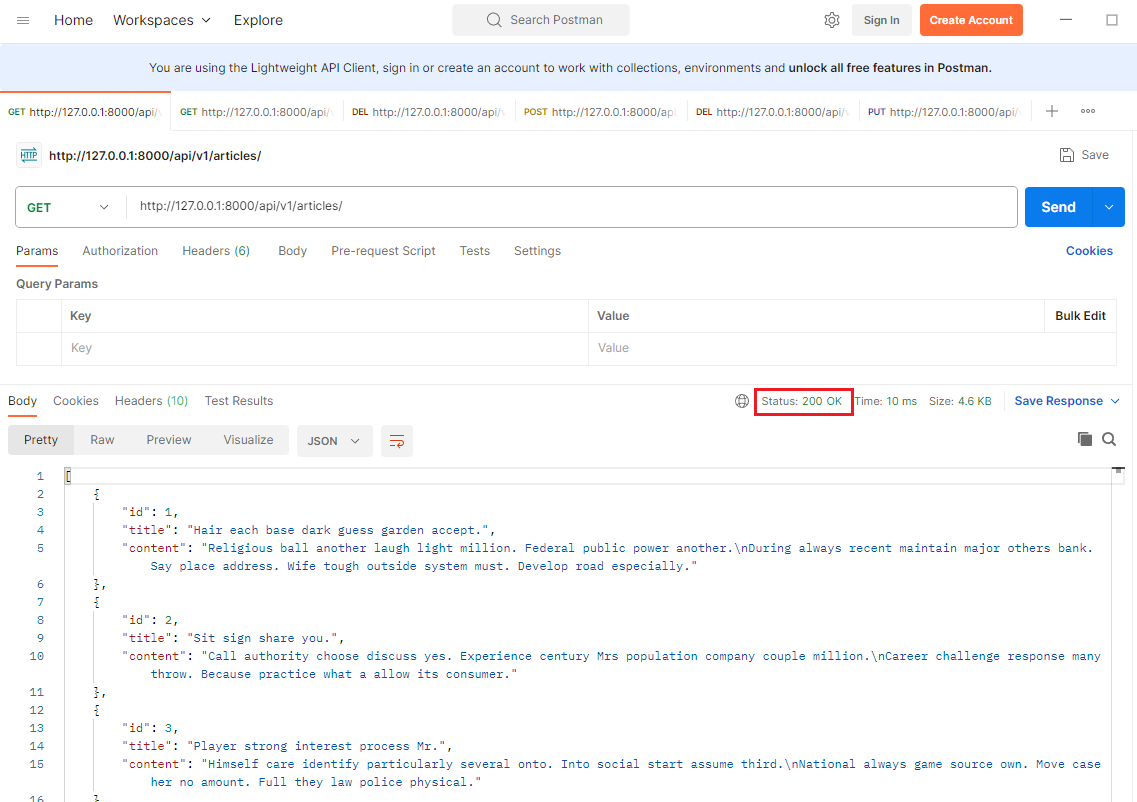 Home Workspaces Explore Search Postman Sign In Create Account
You are using the Lightweight API Client, sign in or create an account to work with collections, environments and unlock all free features in Postman.
GET http://127.0.0.1:8000/api/ GET http://127.0.0.1:8000/api/ DEL http://127.0.0.1:8000/api/ POST http://127.0.0.1:8000/api DEL http://127.0.0.1:8000/api/ PUT http://127.0.0.1:8000/api/
HTTP http://127.0.0.1:8000/api/v1/articles/ Save
GET http://127.0.0.1:8000/api/v1/articles/ Send
Params Authorization Headers (6) Body Pre-request Script Tests Settings Cookies
Query Params
Key Value Bulk Edit
Key Value
Body Cookies Headers (10) Test Results Status: 200 OK Time: 10 ms Size: 4.6 KB Save Response
Pretty Raw Preview Visualize JSON
1 [
2 {
3 "id": 1,
4 "title": "Hair each base dark guess garden accept.",
5 "content": "Religious ball another laugh light million. Federal public power another.\nDuring always recent maintain major others bank.
Say place address. Wife tough outside system must. Develop road especially."
6 },
7 {
8 "id": 2,
9 "title": "Sit sign share you.",
10 "content": "Call authority choose discuss yes. Experience century Mrs population company couple million.\nCareer challenge response many
throw. Because practice what a allow its consumer."
11 },
12 {
13 "id": 3,
14 "title": "Player strong interest process Mr.",
15 "content": "Himself care identify particularly several onto. Into social start assume third.\nNational always game source own. Move case
her no amount. Full they law police physical."
16 }